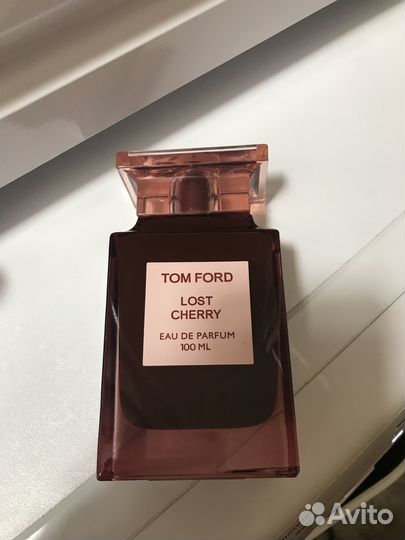 TOM FORD
LOST
CHERRY
EAU DE PARFUM
100 ML
Avito